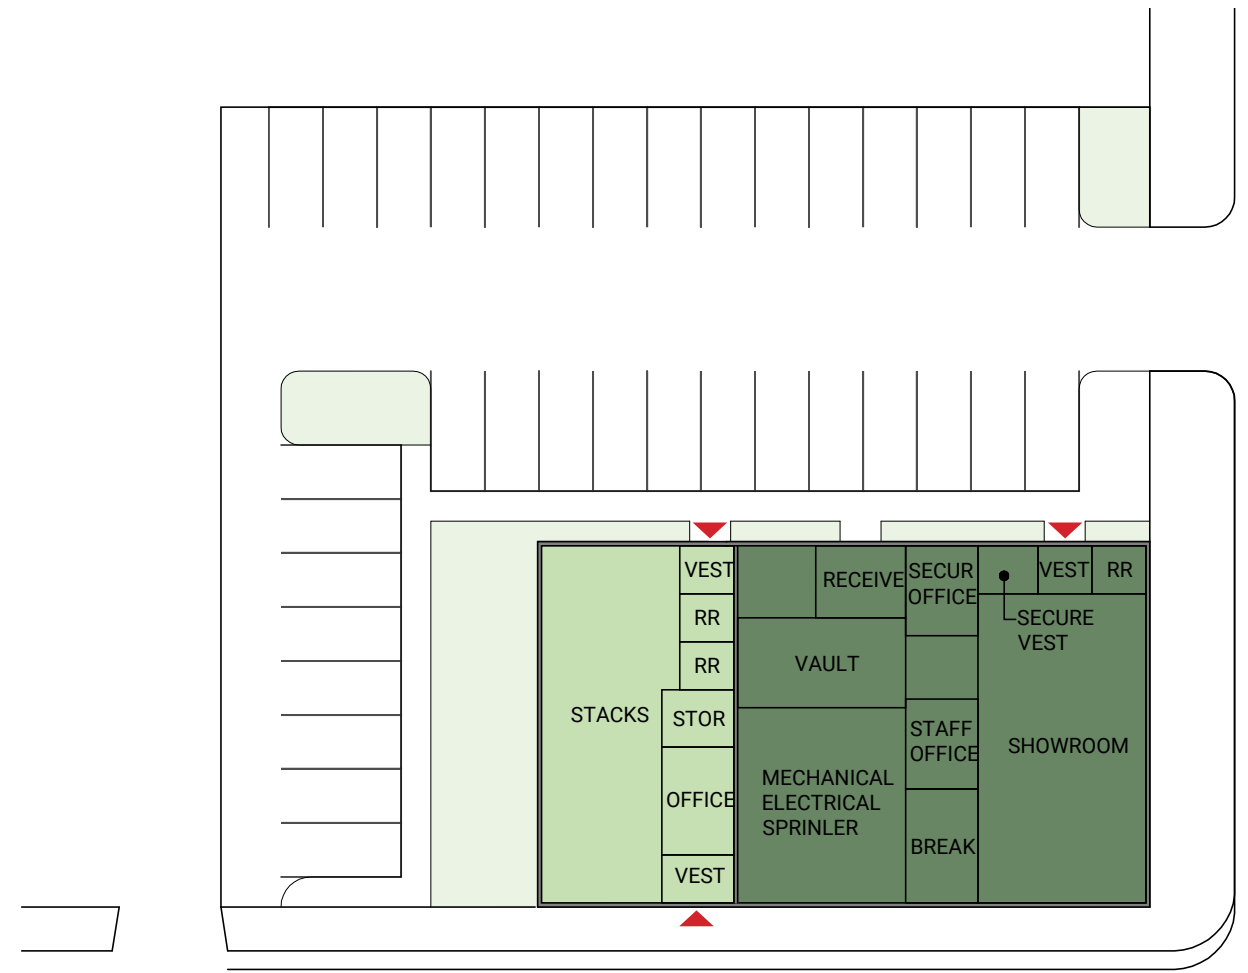 VEST
RECEIVE
SECUR
OFFICE
VEST
RR
RR
SECURE
VEST
RR
VAULT
STACKS
STOR
STAFF
OFFICE
SHOWROOM
MECHANICAL
ELECTRICAL
SPRINLER
OFFICE
BREAK
VEST